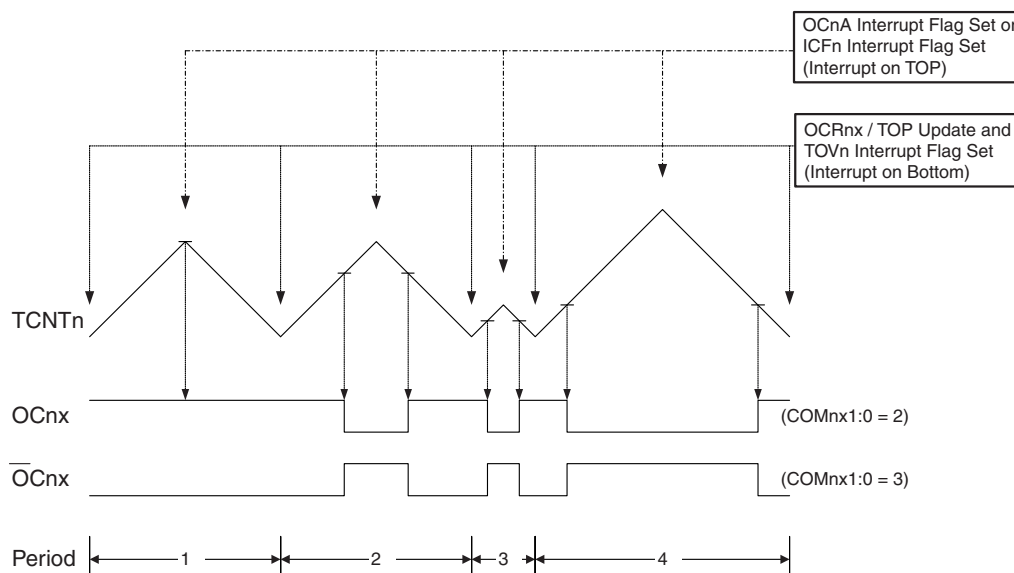 OCnA Interrupt Flag Set or
ICFn Interrupt Flag Set
(Interrupt on TOP)
OCRnx / TOP Update and
TOVn Interrupt Flag Set
(Interrupt on Bottom)
TCNTn
OCnx
(COMnx1:0 = 2)
OCnx
(COMnx1:0 = 3)
Period
1
2
3
4